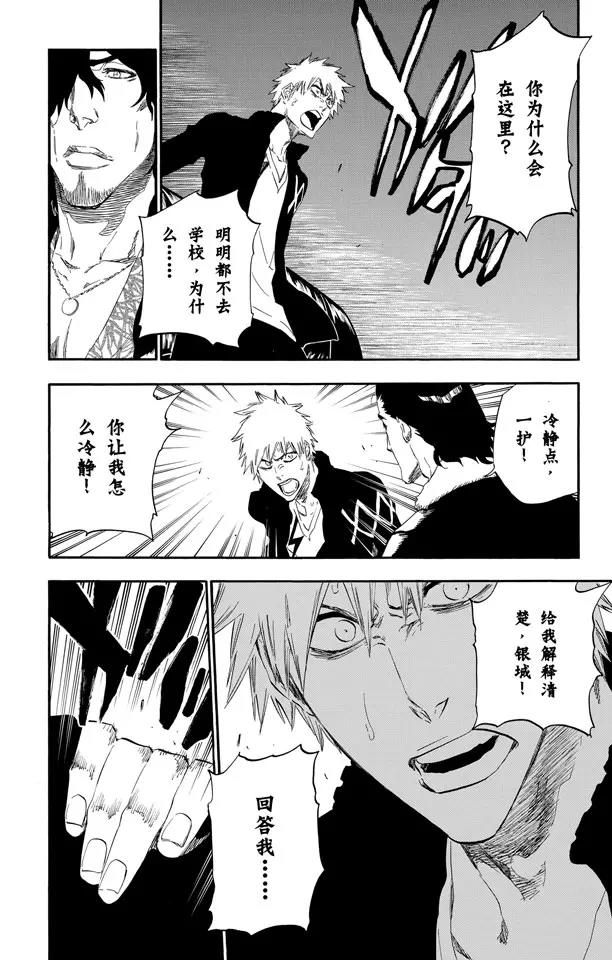 你为什么会
在这里？
明明都不去
学校，为什
么……
冷静点，
一护！
你让我怎
么冷静！
给我解释清
楚，银城！
回答我
……